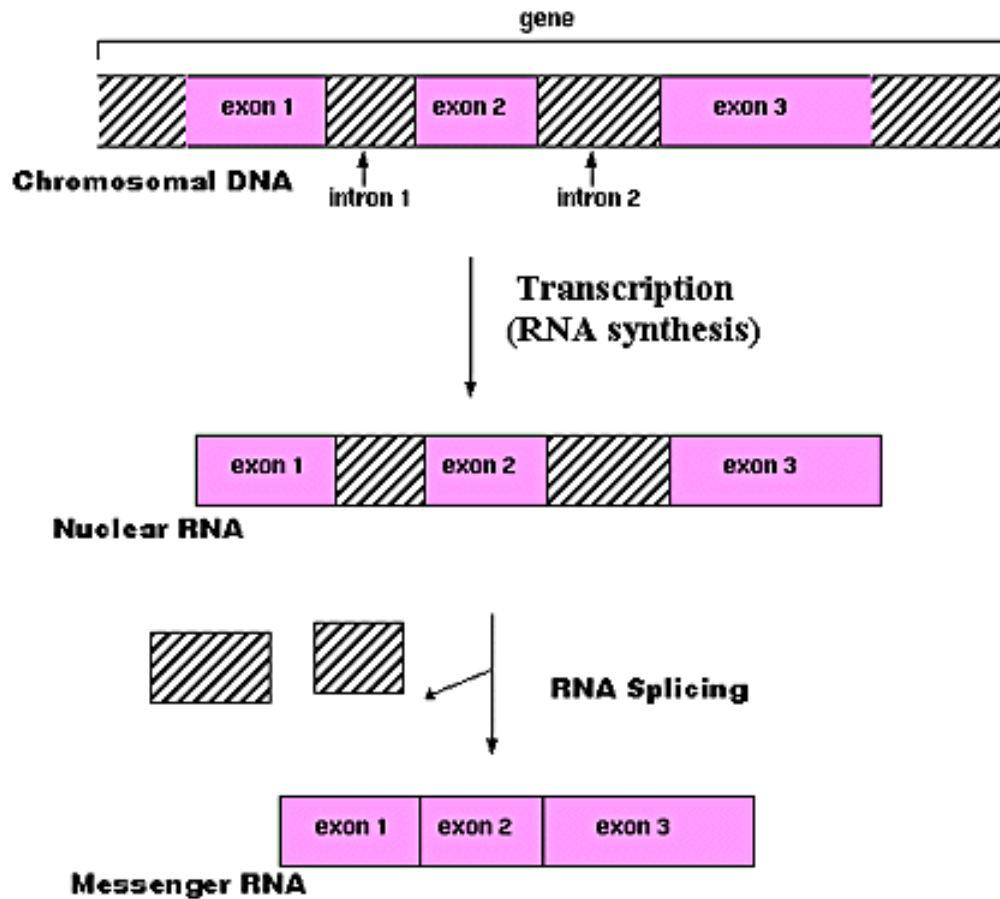 gene
exon 1
exon 2
exon 3
Chromosomal DNA
intron 1
intron 2
Transcription
(RNA synthesis)
exon 1
exon 2
exon 3
Nuclear RNA
RNA Splicing
exon 1
exon 2
exon 3
Messenger RNA